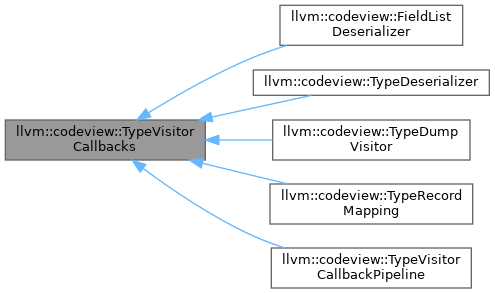 llvm::codeview::FieldList
Deserializer
llvm::codeview::TypeDeserializer
llvm::codeview::TypeVisitor
Callbacks
llvm::codeview::TypeDump
Visitor
llvm::codeview::TypeRecord
Mapping
llvm::codeview::TypeVisitor
CallbackPipeline